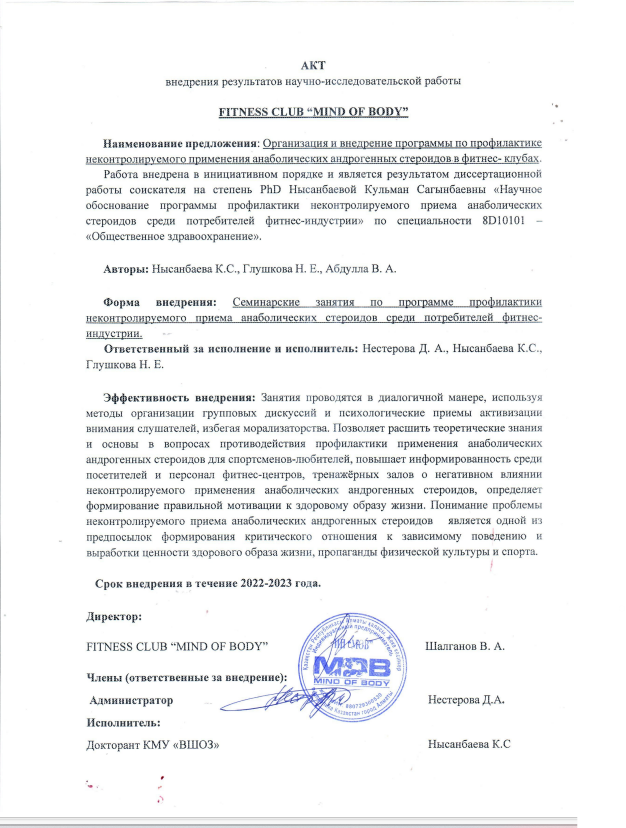 АКТ
внедрения результатов научно-исследовательской работы
FITNESS CLUB “MIND OF BODY”
Наименование предложения: Организация и внедрение программы по профилактике
неконтролируемого применения анаболических андрогенных стероидов в фитнес- клубах.
Работа внедрена в инициативном порядке и является результатом диссертационной
работы соискателя на степень PhD Нысанбаевой Кульман Сагынбаевны «Научное
обоснование программы профилактики неконтролируемого приема анаболических
стероидов среди потребителей фитнес-индустрии» по специальности 8D10101 –
«Общественное здравоохранение».
Авторы: Нысанбаева К.С., Глушкова Н. Е., Абдулла В. А.
Форма внедрения: Семинарские занятия по программе профилактики
неконтролируемого приема анаболических стероидов среди потребителей фитнес-
индустрии.
Ответственный за исполнение и исполнитель: Нестерова Д. А., Нысанбаева К.С.,
Глушкова Н. Е.
Эффективность внедрения: Занятия проводятся в диалогичной манере, используя
методы организации групповых дискуссий и психологические приемы активизации
внимания слушателей, избегая морализаторства. Позволяет расшить теоретические знания
и основы в вопросах противодействия профилактики применения анаболических
андрогенных стероидов для спортсменов-любителей, повышает информированность среди
посетителей и персонал фитнес-центров, тренажёрных залов о негативном влиянии
неконтролируемого применения анаболических андрогенных стероидов, определяет
формирование правильной мотивации к здоровому образу жизни. Понимание проблемы
неконтролируемого приема анаболических андрогенных стероидов является одной из
предпосылок формирования критического отношения к зависимому поведению и
выработки ценности здорового образа жизни, пропаганды физической культуры и спорта.
Срок внедрения в течение 2022-2023 года.
Директор:
FITNESS CLUB “MIND OF BODY” Шалганов В. А.
Члены (ответственные за внедрение):
Администратор Нестерова Д.А.
Исполнитель:
Докторант КМУ «ВШОЗ» Нысанбаева К.С
Индивидуальный предприниматель
MOB
MIND OF BODY